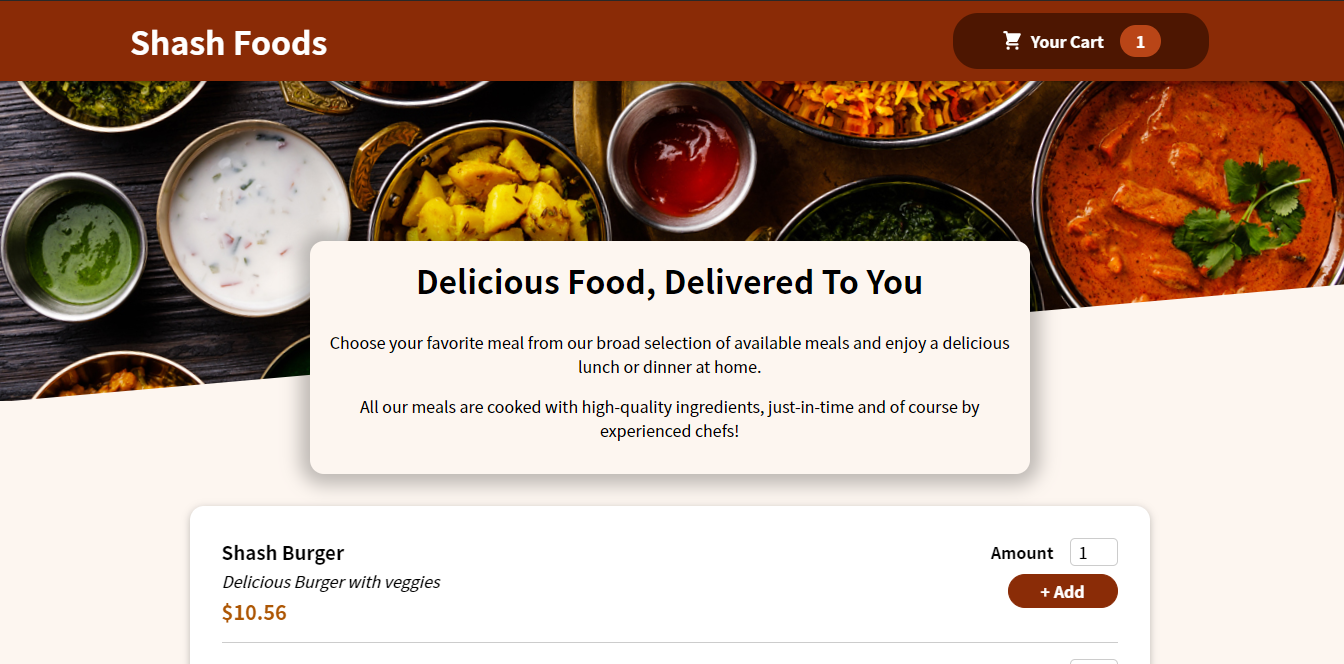 Shash Foods
Your Cart 1
Delicious Food, Delivered To You
Choose your favorite meal from our broad selection of available meals and enjoy a delicious
lunch or dinner at home.
All our meals are cooked with high-quality ingredients, just-in-time and of course by
experienced chefs!
Shash Burger
Amount 1
Delicious Burger with veggies
+ Add
$10.56